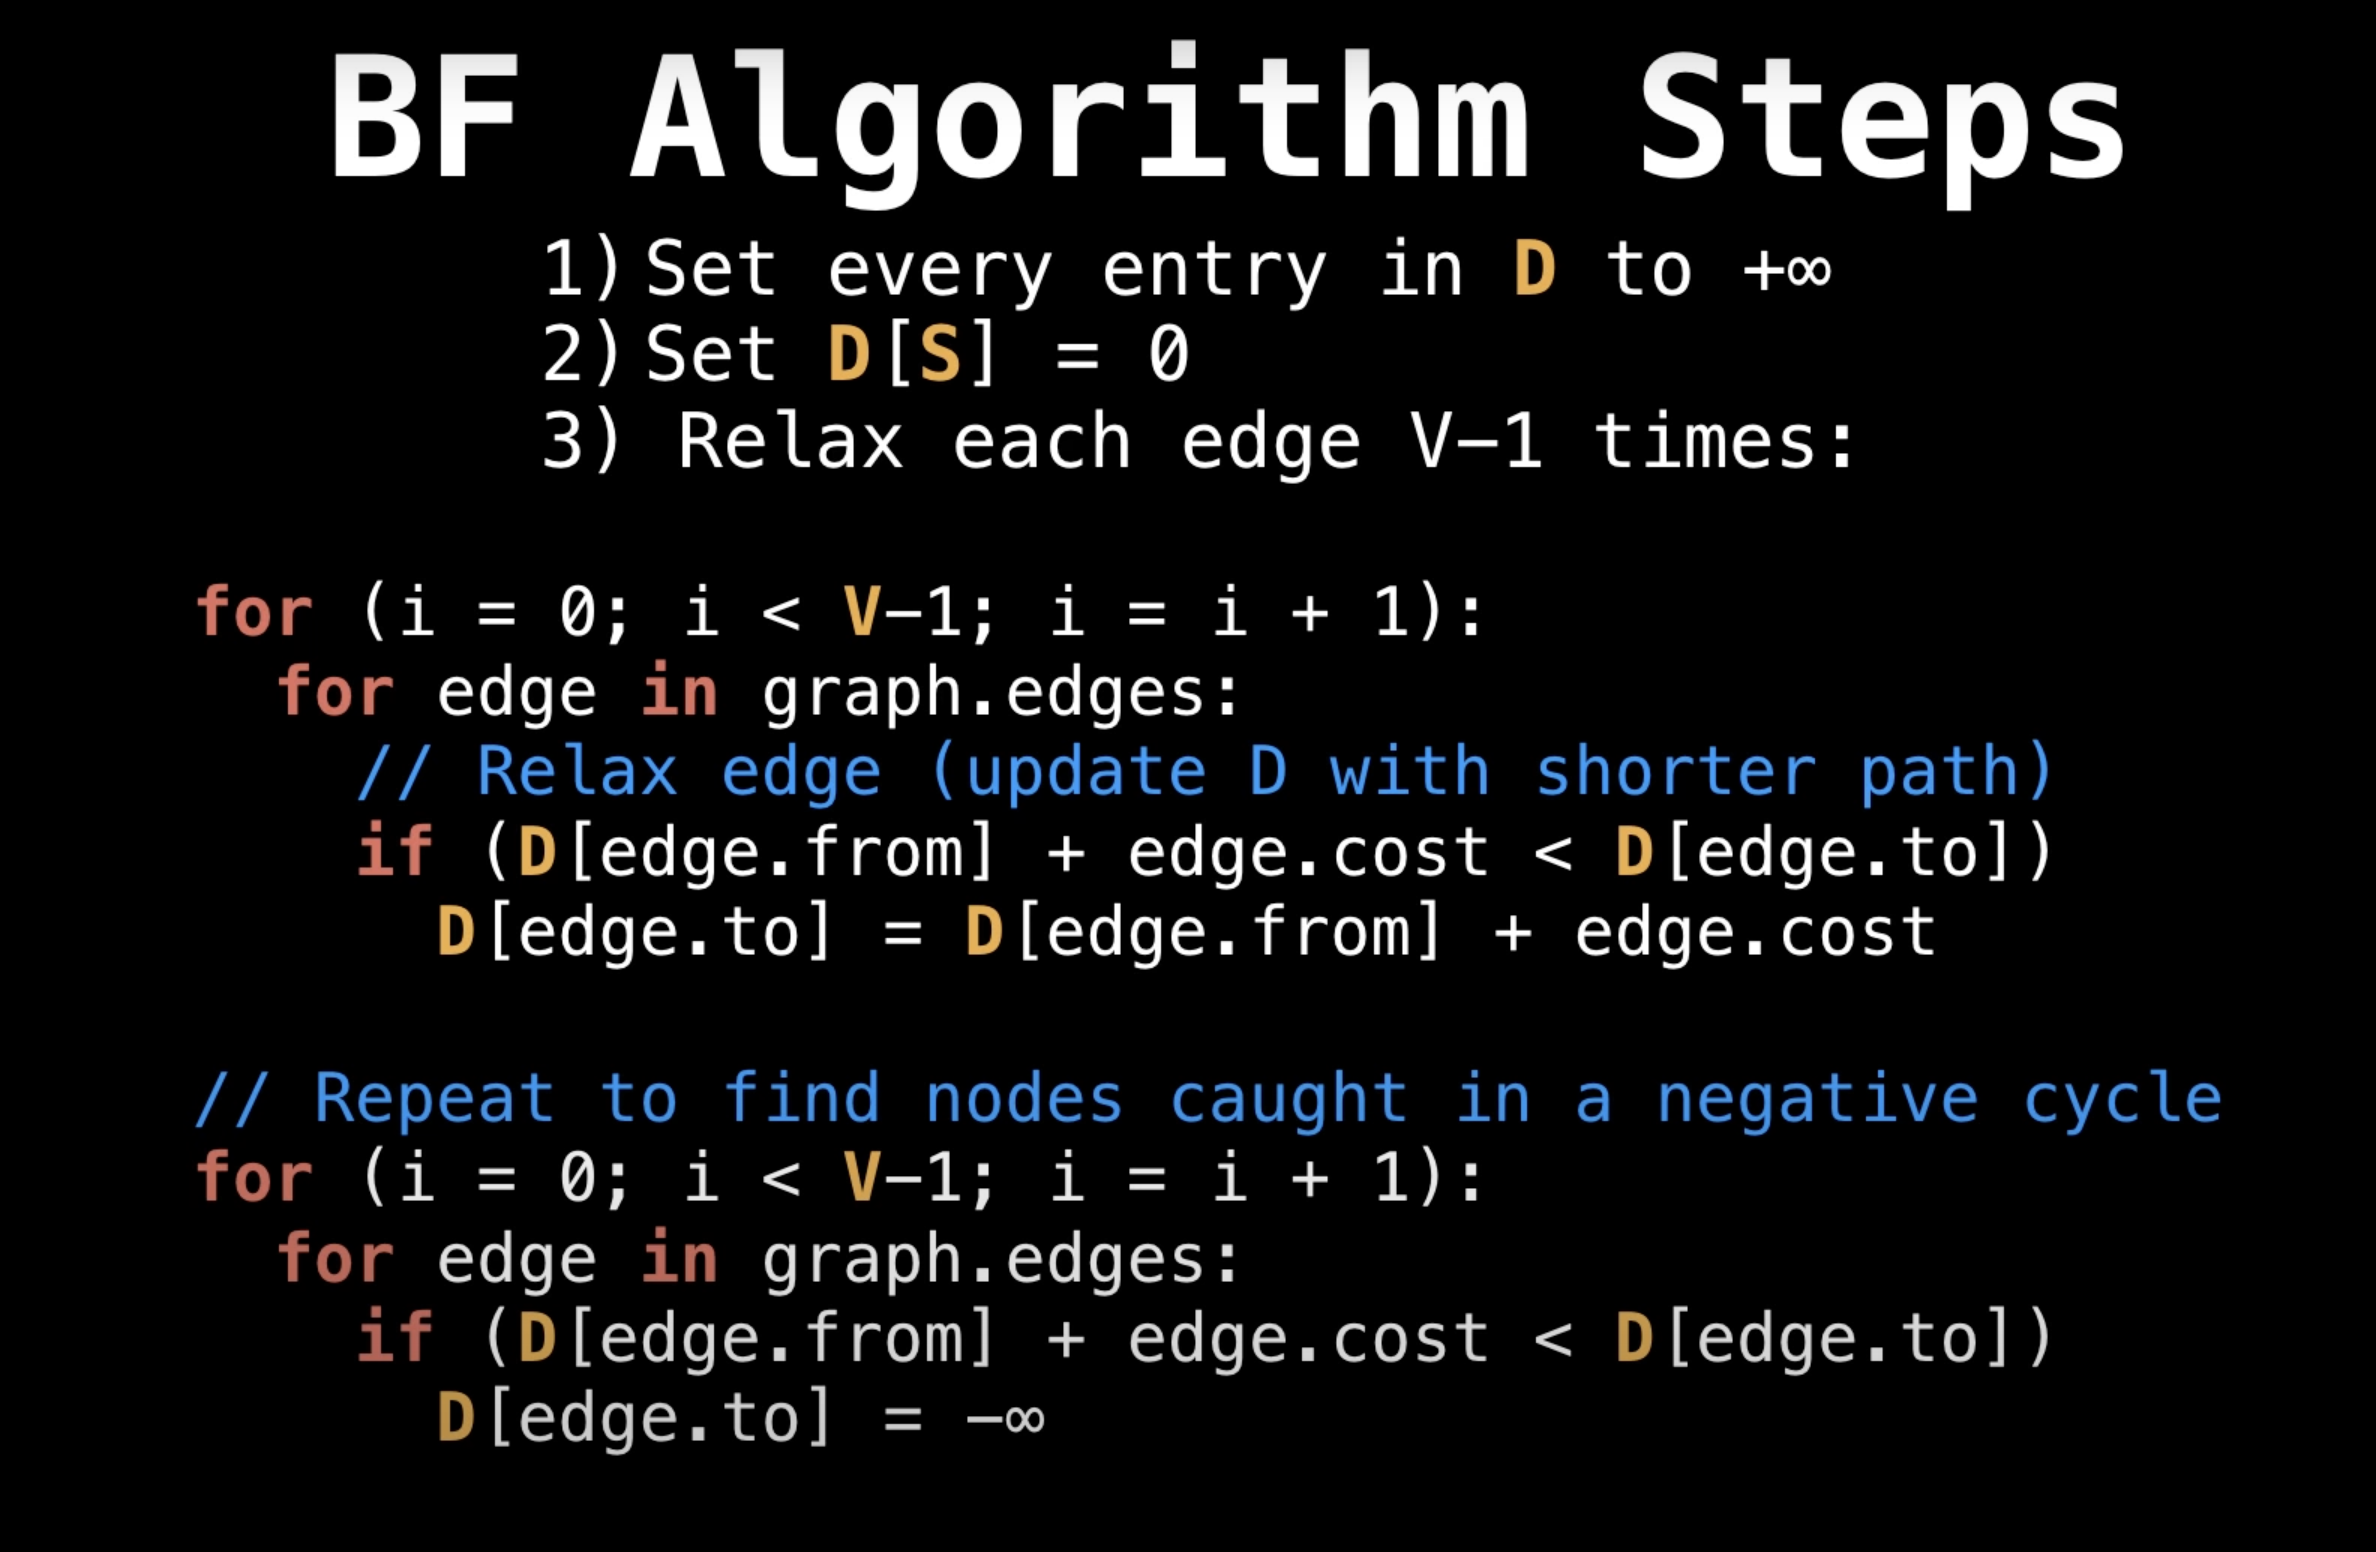 BF Algorithm Steps
1) Set every entry in D to +∞
2) Set D[S] = 0
3) Relax each edge V−1 times:
for (i = 0; i < V−1; i = i + 1):
for edge in graph.edges:
// Relax edge (update D with shorter path)
if (D[edge.from] + edge.cost < D[edge.to])
D[edge.to] = D[edge.from] + edge.cost
// Repeat to find nodes caught in a negative cycle
for (i = 0; i < V−1; i = i + 1):
for edge in graph.edges:
if (D[edge.from] + edge.cost < D[edge.to])
D[edge.to] = −∞